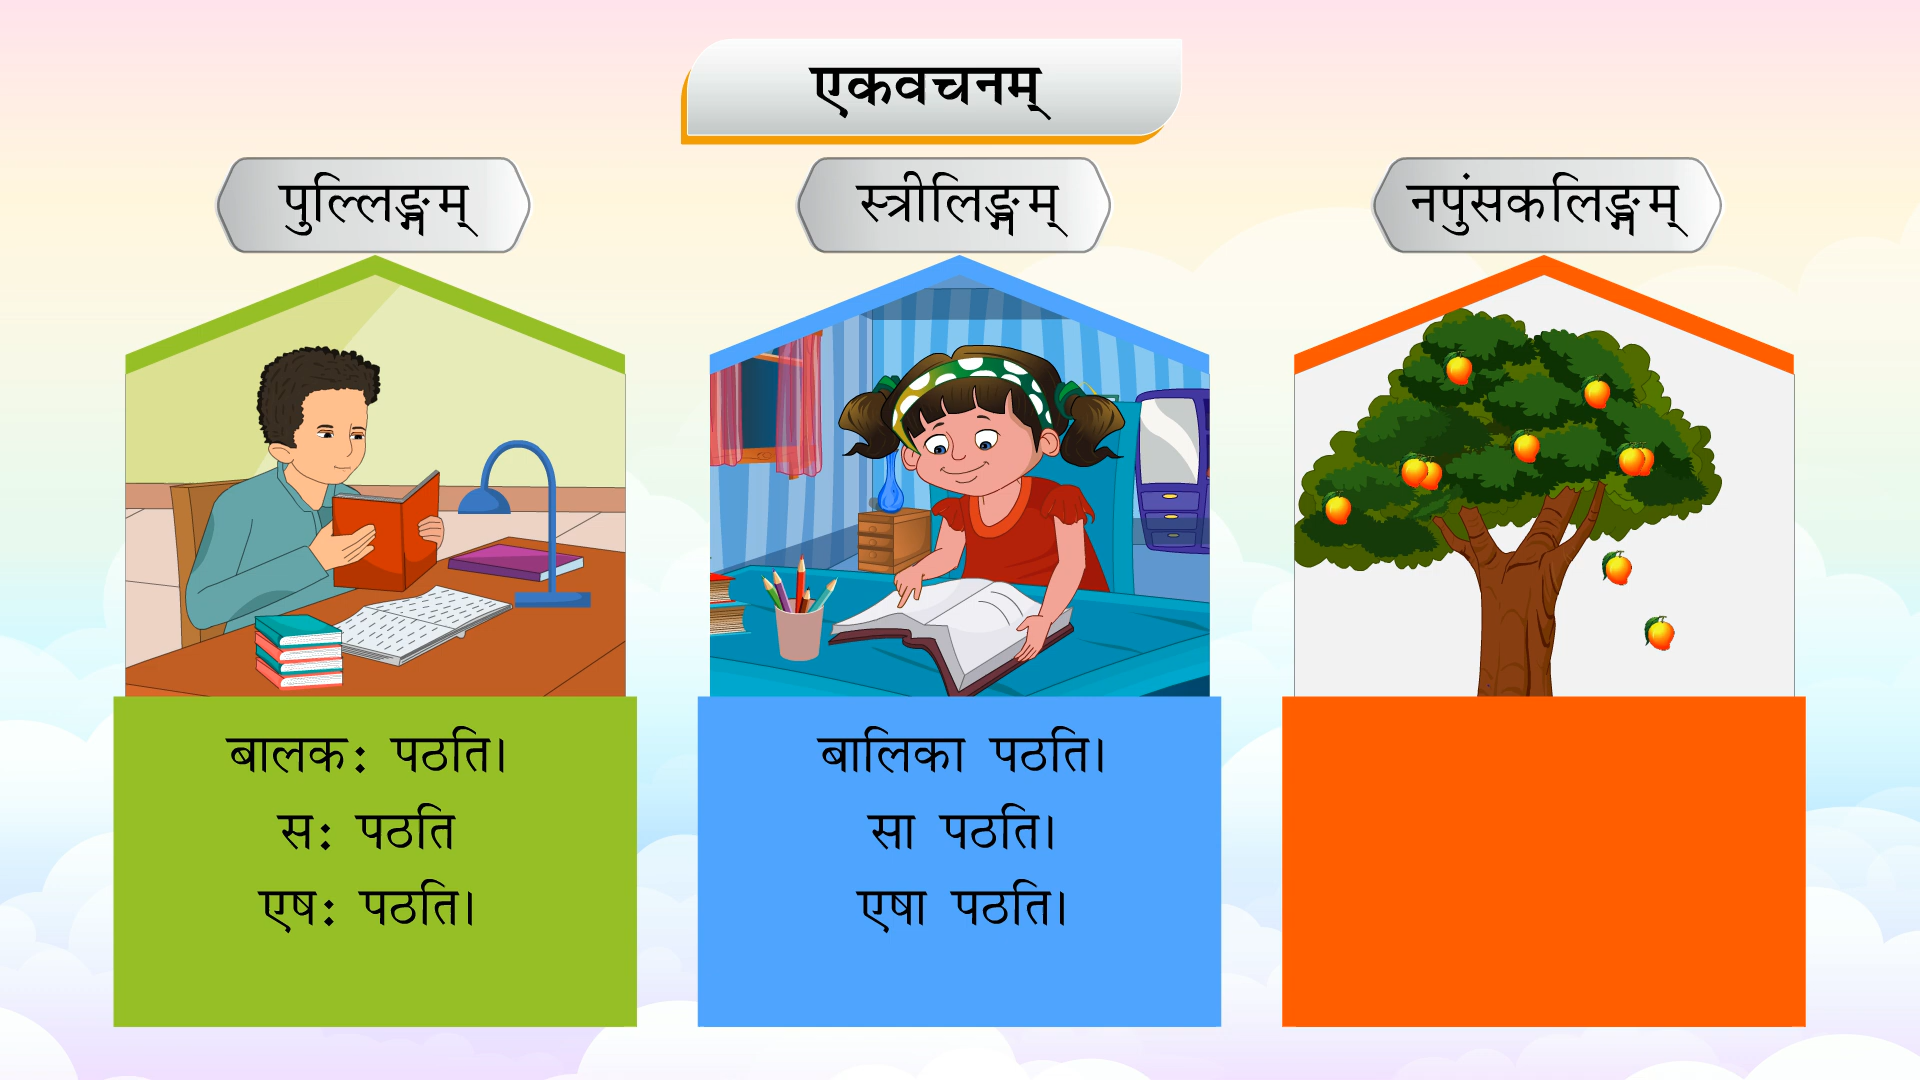 एकवचनम्
पुल्लिङ्गम्
स्त्रीलिङ्गम्
नपुंसकलिङ्गम्
बालकः पठति।
सः पठति
एषः पठति।
बालिका पठति।
सा पठति।
एषा पठति।